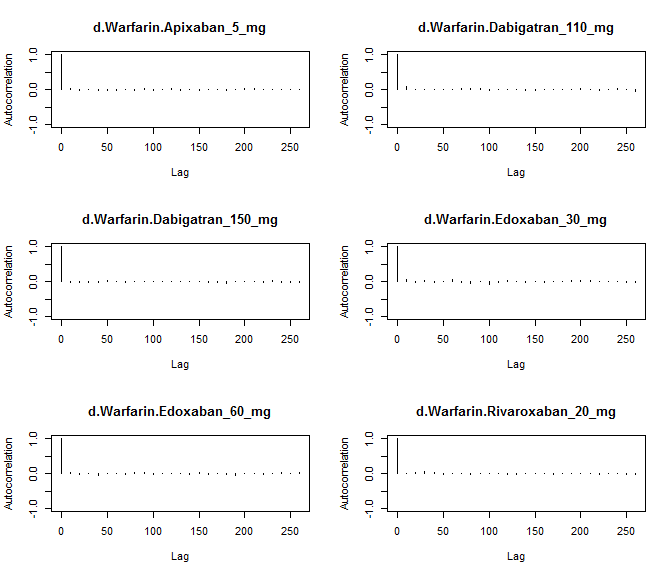 d.Warfarin.Apixaban_5_mg
Autocorrelation
1.0
0.0
-1.0
0 50 100 150 200 250
Lag
d.Warfarin.Dabigatran_110_mg
Autocorrelation
1.0
0.0
-1.0
0 50 100 150 200 250
Lag
d.Warfarin.Dabigatran_150_mg
Autocorrelation
1.0
0.0
-1.0
0 50 100 150 200 250
Lag
d.Warfarin.Edoxaban_30_mg
Autocorrelation
1.0
0.0
-1.0
0 50 100 150 200 250
Lag
d.Warfarin.Edoxaban_60_mg
Autocorrelation
1.0
0.0
-1.0
0 50 100 150 200 250
Lag
d.Warfarin.Rivaroxaban_20_mg
Autocorrelation
1.0
0.0
-1.0
0 50 100 150 200 250
Lag